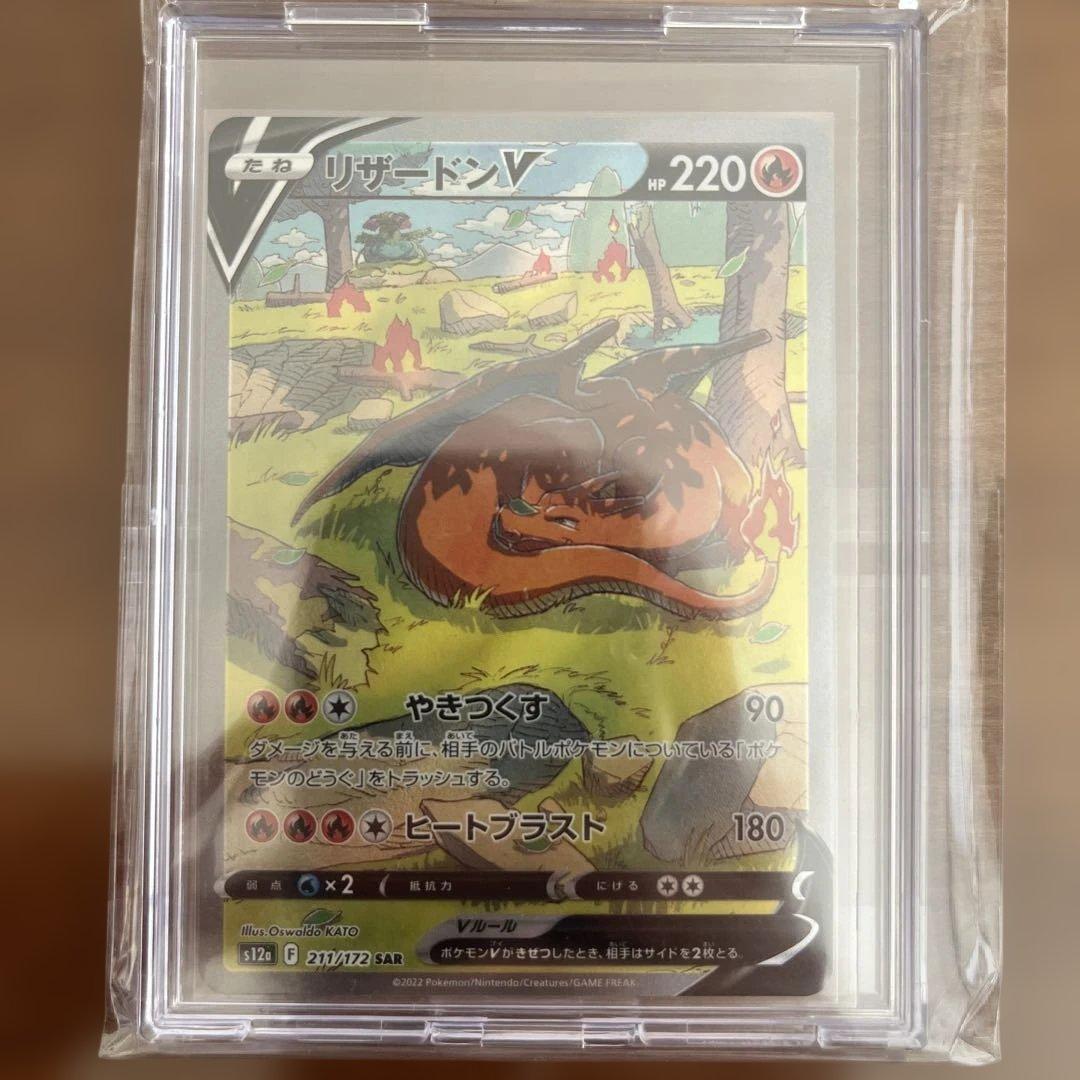 たね
リザードンV
HP 220
やきつくす 90
ダメージを与える前に、相手のバトルポケモンについている「ポケ
モンのどうぐ」をトラッシュする。
ヒートブラスト 180
弱点 ×2 抵抗力 にげる
Illus.Oswaldo KATO
Vルール
s12a F 211/172 SAR
ポケモンVがきぜつしたとき、相手はサイドを2枚とる。
©2022 Pokémon/Nintendo/Creatures/GAME FREAK